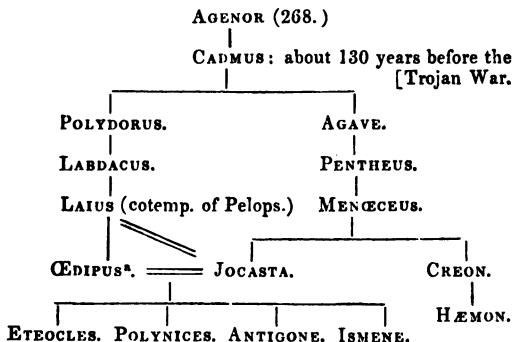 AGENOR (268.)
CADMUS: about 130 years before the
[Trojan War.
POLYDORUS. AGAVE.
LABDACUS. PENTHEUS.
LAIUS (cotemp. of Pelops.) MENŒCEUS.
ŒDIPUSª. JOCASTA. CREON.
HÆMON.
ETEOCLES. POLYNICES. ANTIGONE. ISMENE.